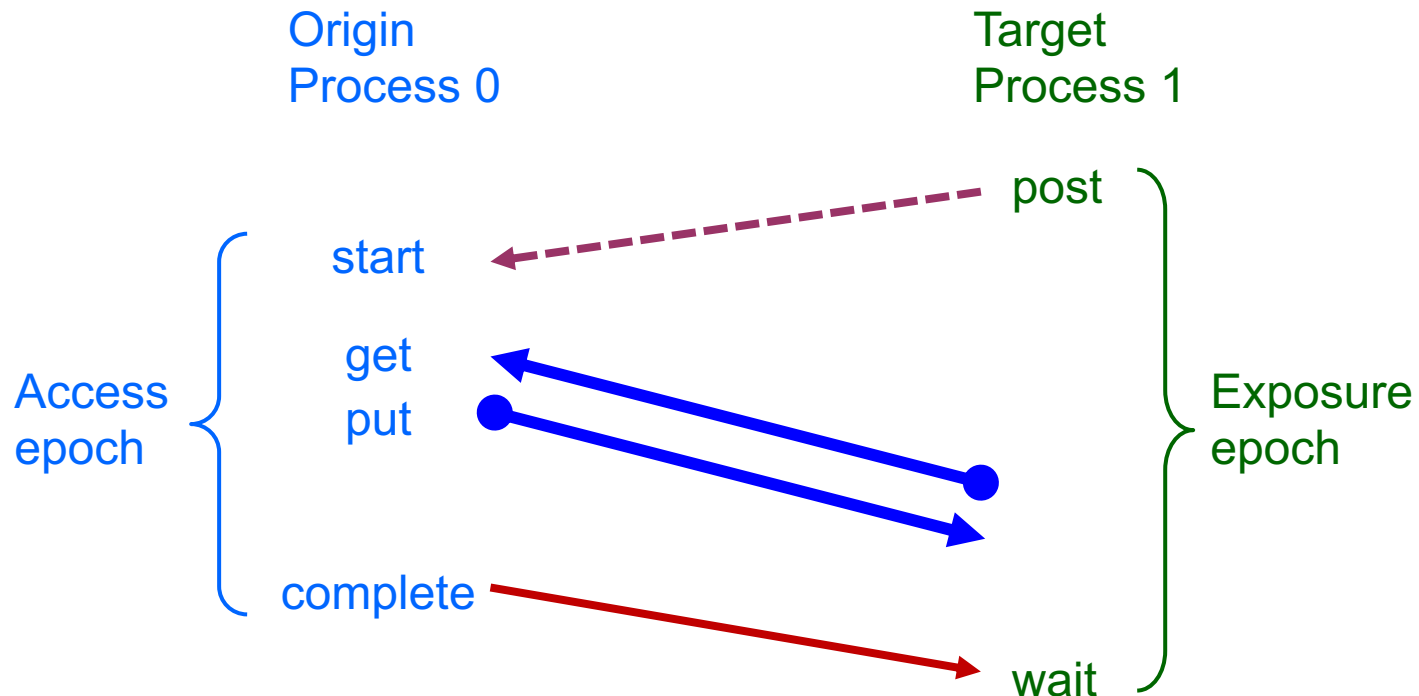 Origin
Process 0
Target
Process 1
post
start
get
put
Access
epoch
Exposure
epoch
complete
wait